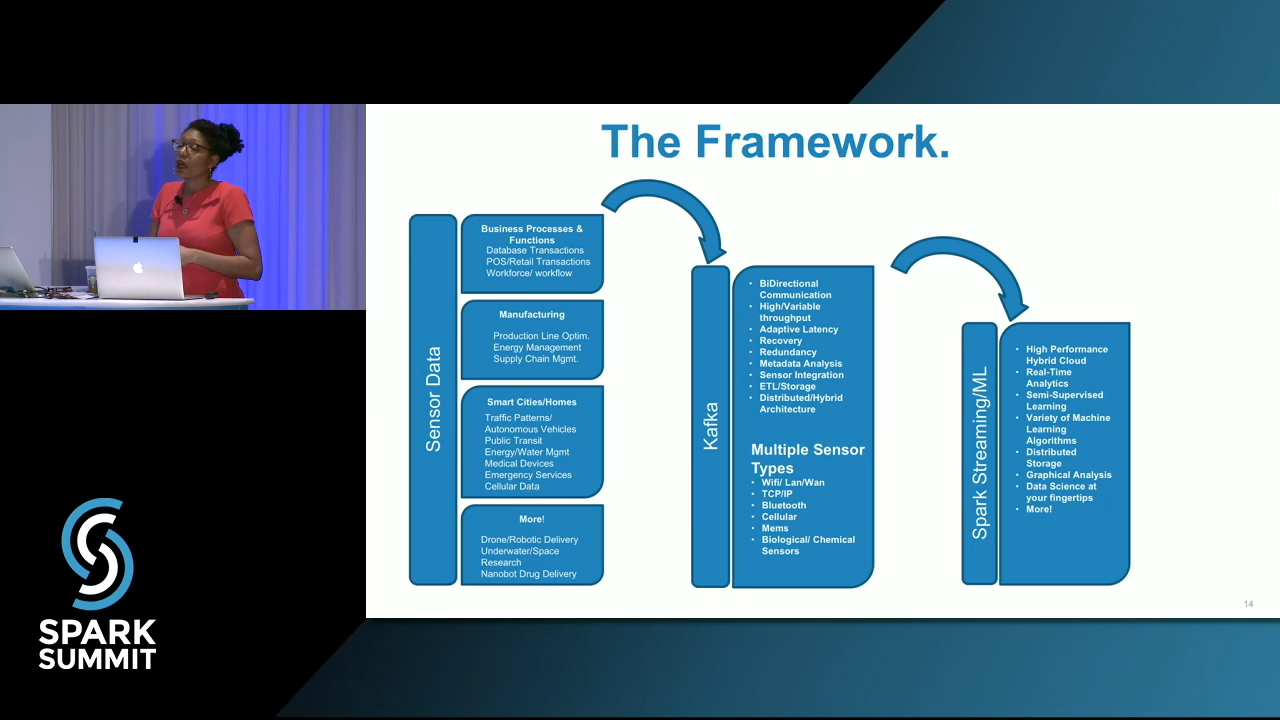 The Framework.
Sensor Data
Business Processes &
Functions
Database Transactions
POS/Retail Transactions
Workforce/ workflow
Manufacturing
Production Line Optim.
Energy Management
Supply Chain Mgmt.
Smart Cities/Homes
Traffic Patterns/
Autonomous Vehicles
Public Transit
Energy/Water Mgmt
Medical Devices
Emergency Services
Cellular Data
More!
Drone/Robotic Delivery
Underwater/Space
Research
Nanobot Drug Delivery
Kafka
• BiDirectional
Communication
• High/Variable
throughput
• Adaptive Latency
• Recovery
• Redundancy
• Metadata Analysis
• Sensor Integration
• ETL/Storage
• Distributed/Hybrid
Architecture
Multiple Sensor
Types
• Wifi/ Lan/Wan
• TCP/IP
• Bluetooth
• Cellular
• Mems
• Biological/ Chemical
Sensors
Spark Streaming/ML
• High Performance
Hybrid Cloud
• Real-Time
Analytics
• Semi-Supervised
Learning
• Variety of Machine
Learning
Algorithms
• Distributed
Storage
• Graphical Analysis
• Data Science at
your fingertips
• More!
14
SPARK
SUMMIT